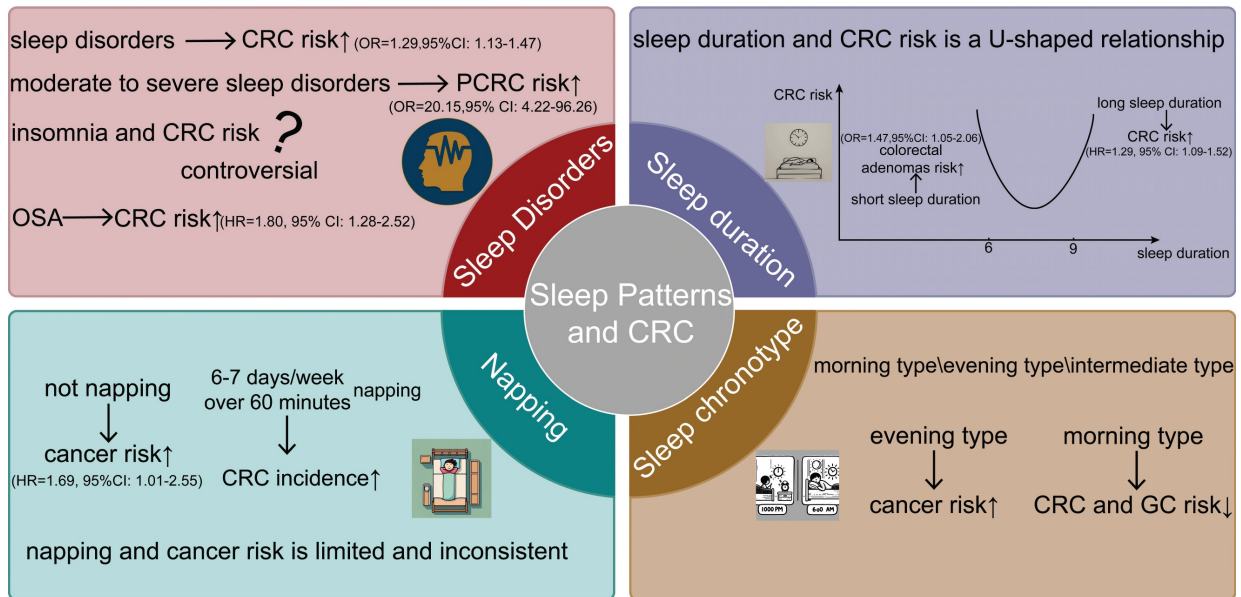 sleep disorders → CRC risk↑ (OR=1.29,95%CI: 1.13-1.47)
moderate to severe sleep disorders → PCRC risk↑
(OR=20.15,95% CI: 4.22-96.26)
insomnia and CRC risk ?
controversial
OSA→CRC risk↑(HR=1.80, 95% CI: 1.28-2.52)
Sleep Disorders
sleep duration and CRC risk is a U-shaped relationship
CRC risk
(OR=1.47,95%CI: 1.05-2.06)
colorectal
adenomas risk↑
↑
short sleep duration
long sleep duration
↓
CRC risk↑
(HR=1.29, 95% CI: 1.09-1.52)
6
9
sleep duration
Sleep duration
Sleep Patterns
and CRC
Napping
not napping
↓
cancer risk↑
(HR=1.69, 95%CI: 1.01-2.55)
6-7 days/week
over 60 minutes napping
↓
CRC incidence↑
napping and cancer risk is limited and inconsistent
Sleep chronotype
morning type\evening type\intermediate type
1000 PM
6:00 AM
evening type
↓
cancer risk↑
morning type
↓
CRC and GC risk↓